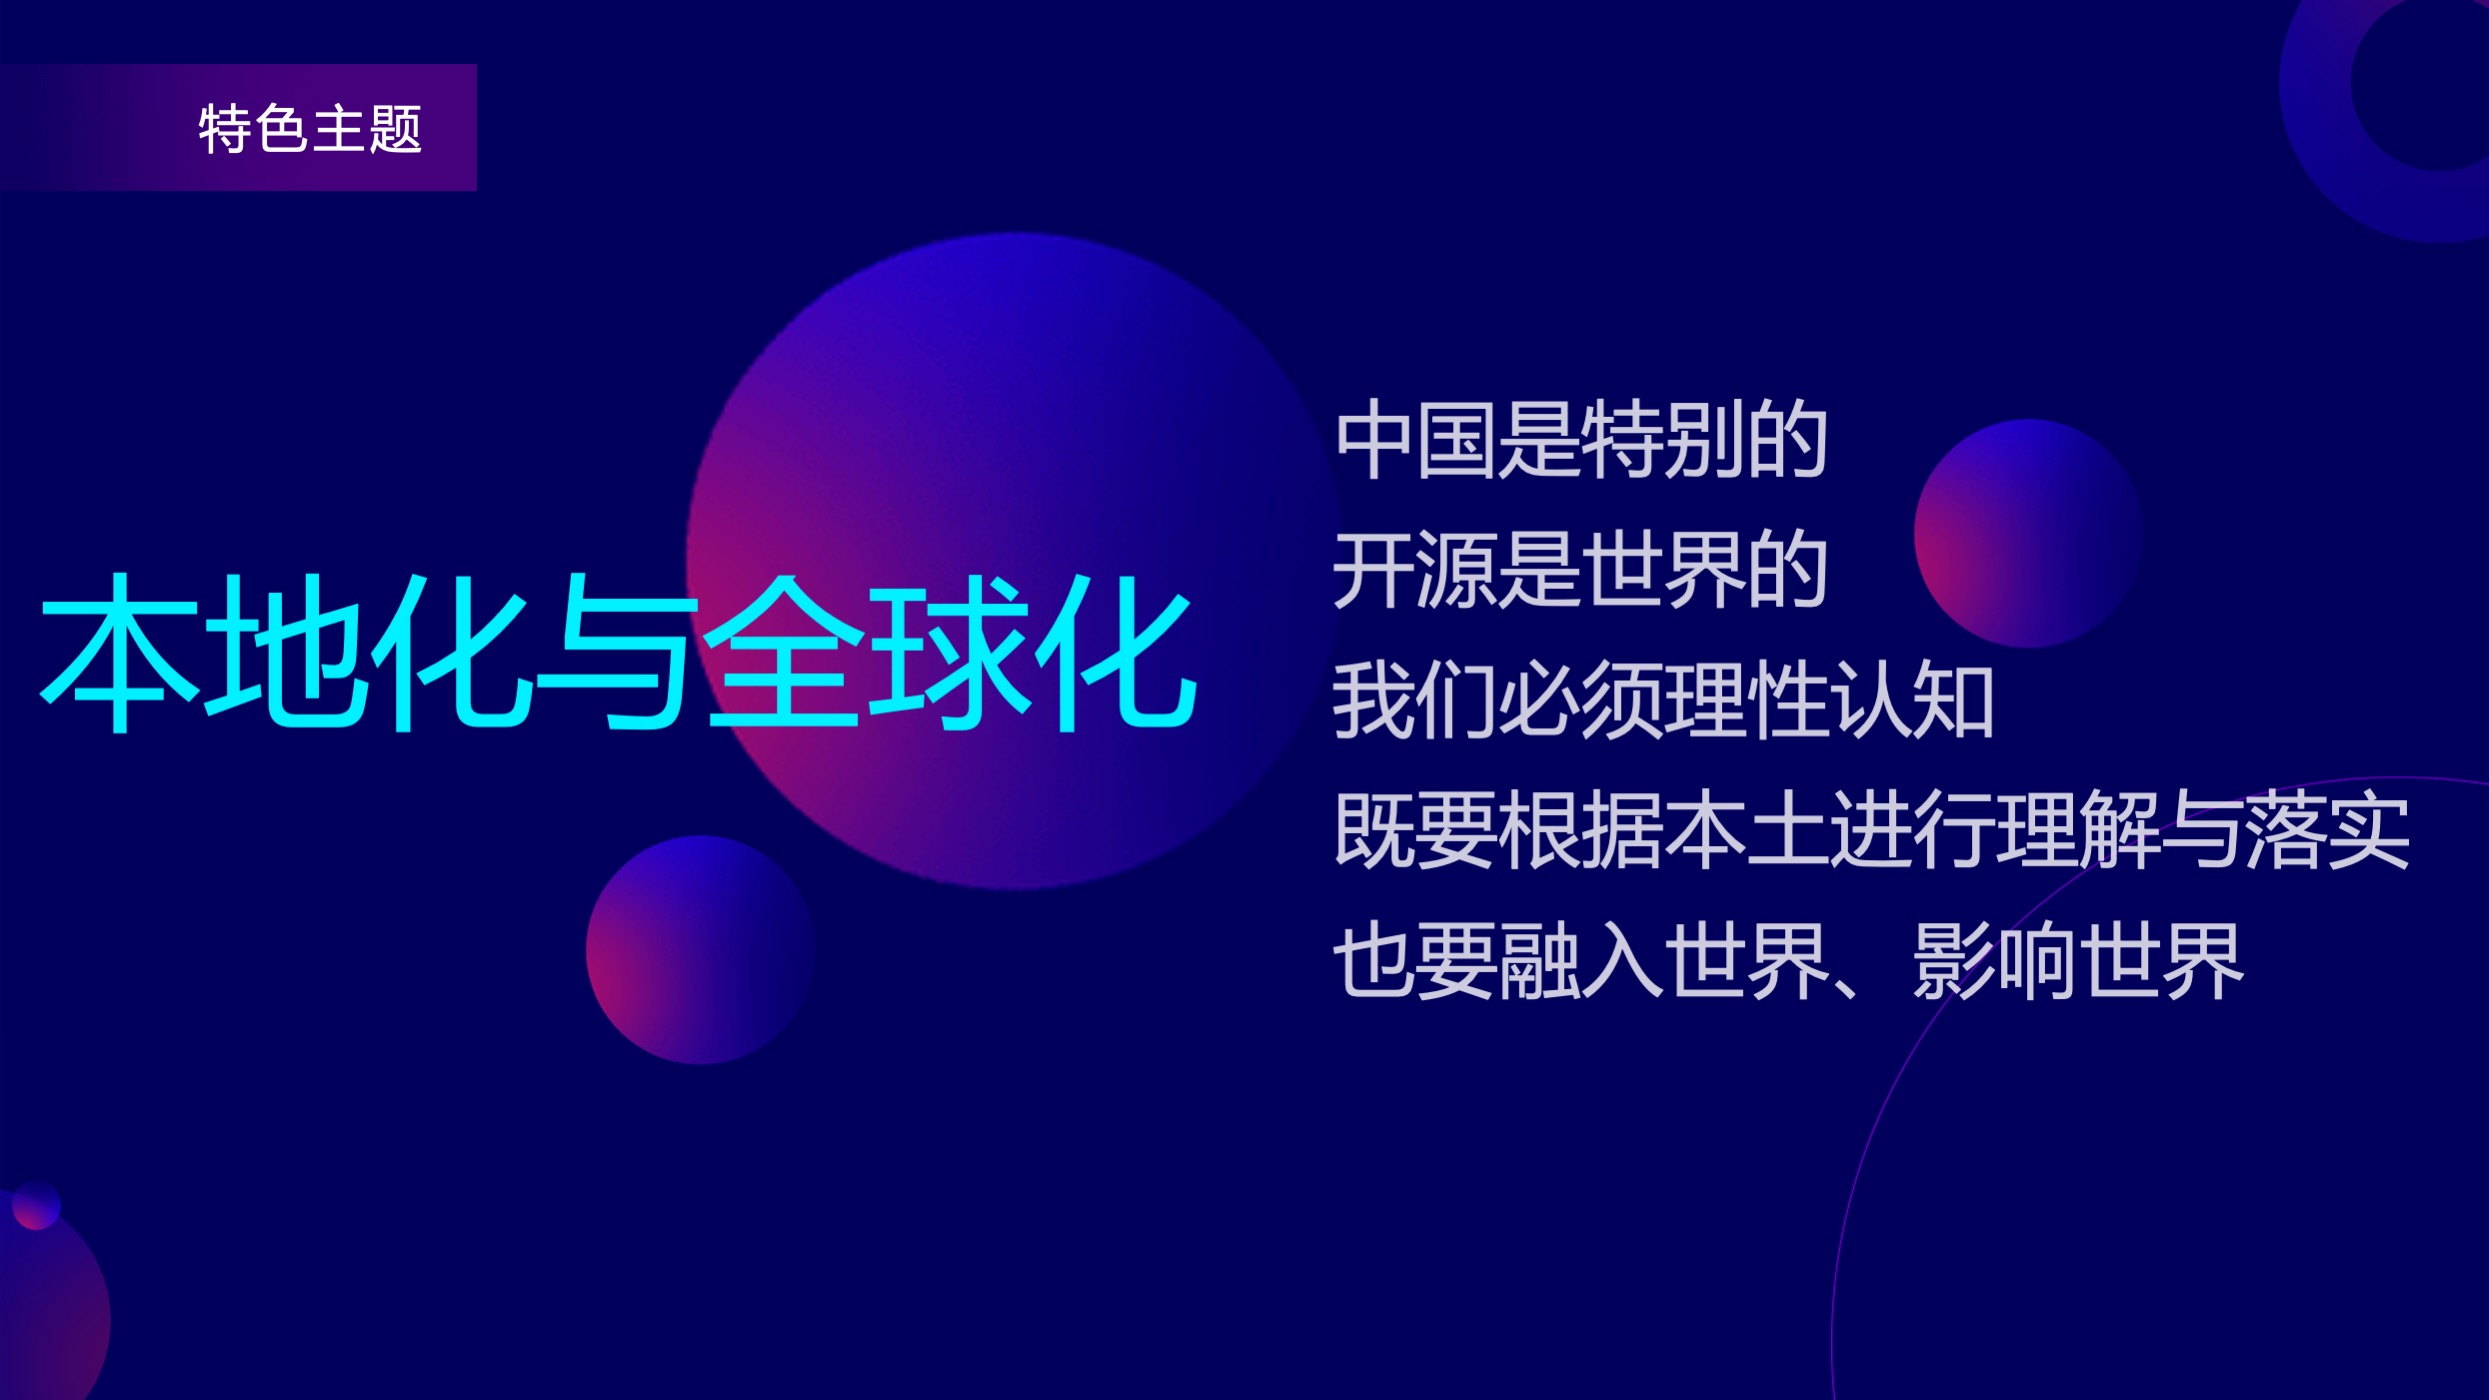 特色主题
本地化与全球化
中国是特别的
开源是世界的
我们必须理性认知
既要根据本土进行理解与落实
也要融入世界、影响世界